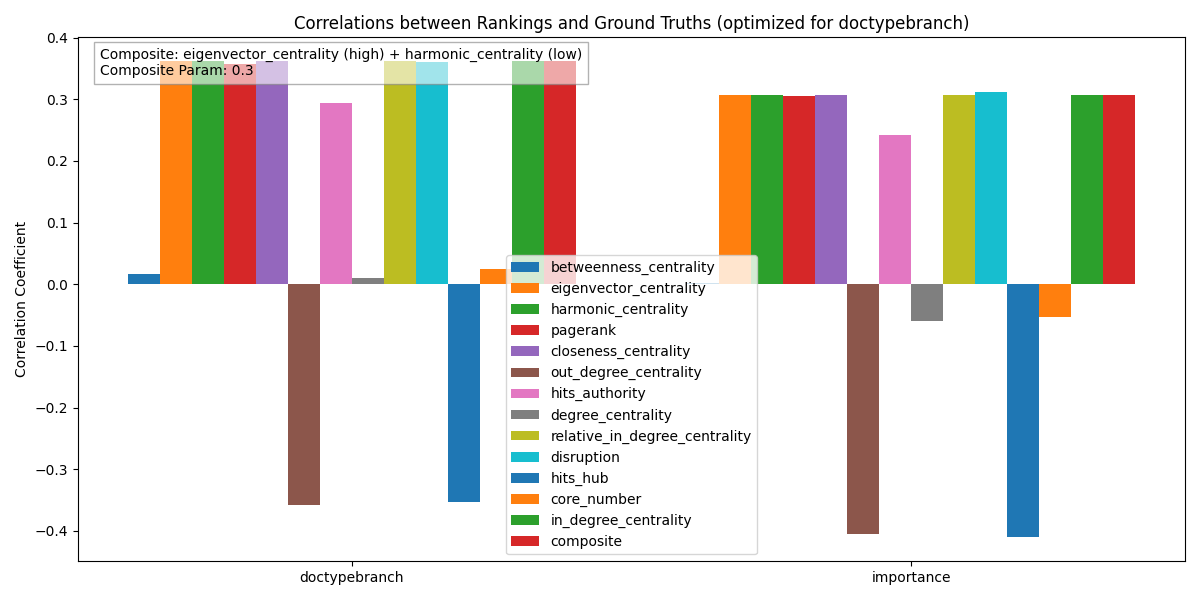 Correlations between Rankings and Ground Truths (optimized for doctypebranch)
Composite: eigenvector_centrality (high) + harmonic_centrality (low)
Composite Param: 0.3
Correlation Coefficient
0.4
0.3
0.2
0.1
0.0
−0.1
−0.2
−0.3
−0.4
betweenness_centrality
eigenvector_centrality
harmonic_centrality
pagerank
closeness_centrality
out_degree_centrality
hits_authority
degree_centrality
relative_in_degree_centrality
disruption
hits_hub
core_number
in_degree_centrality
composite
doctypebranch
importance